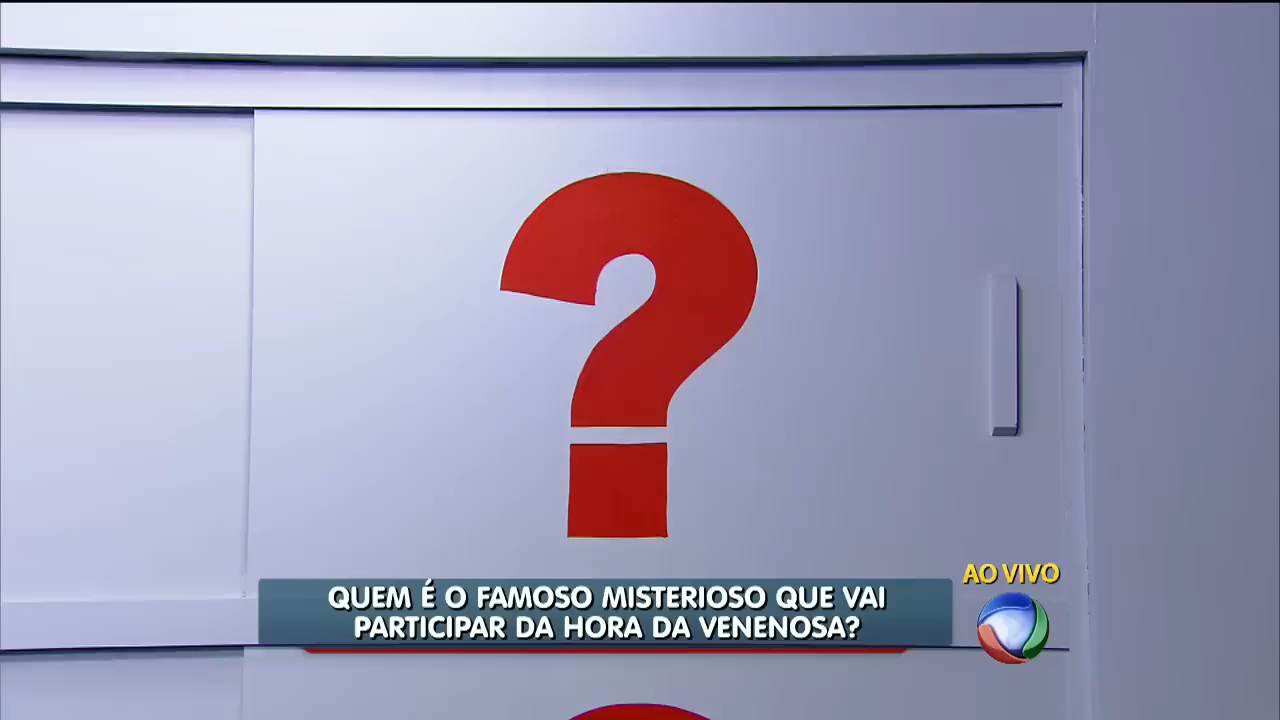 ?
QUEM É O FAMOSO MISTERIOSO QUE VAI
PARTICIPAR DA HORA DA VENENOSA?
AO VIVO